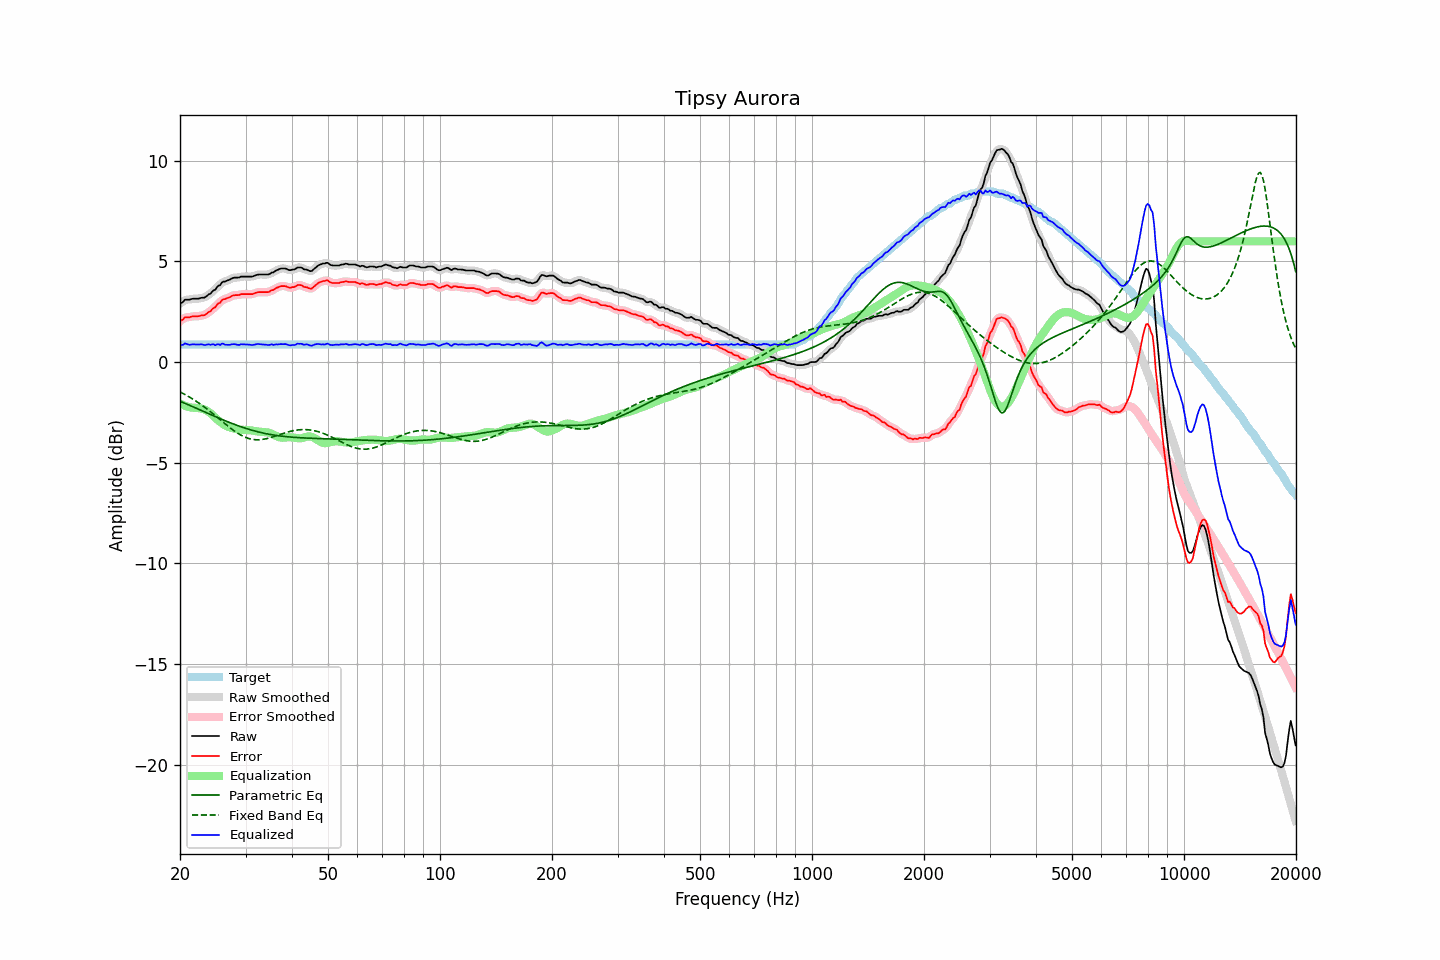 Tipsy Aurora
Amplitude (dBr)
10
5
0
−5
−10
−15
−20
Target
Raw Smoothed
Error Smoothed
Raw
Error
Equalization
Parametric Eq
Fixed Band Eq
Equalized
20 50 100 200 500 1000 2000 5000 10000 20000
Frequency (Hz)